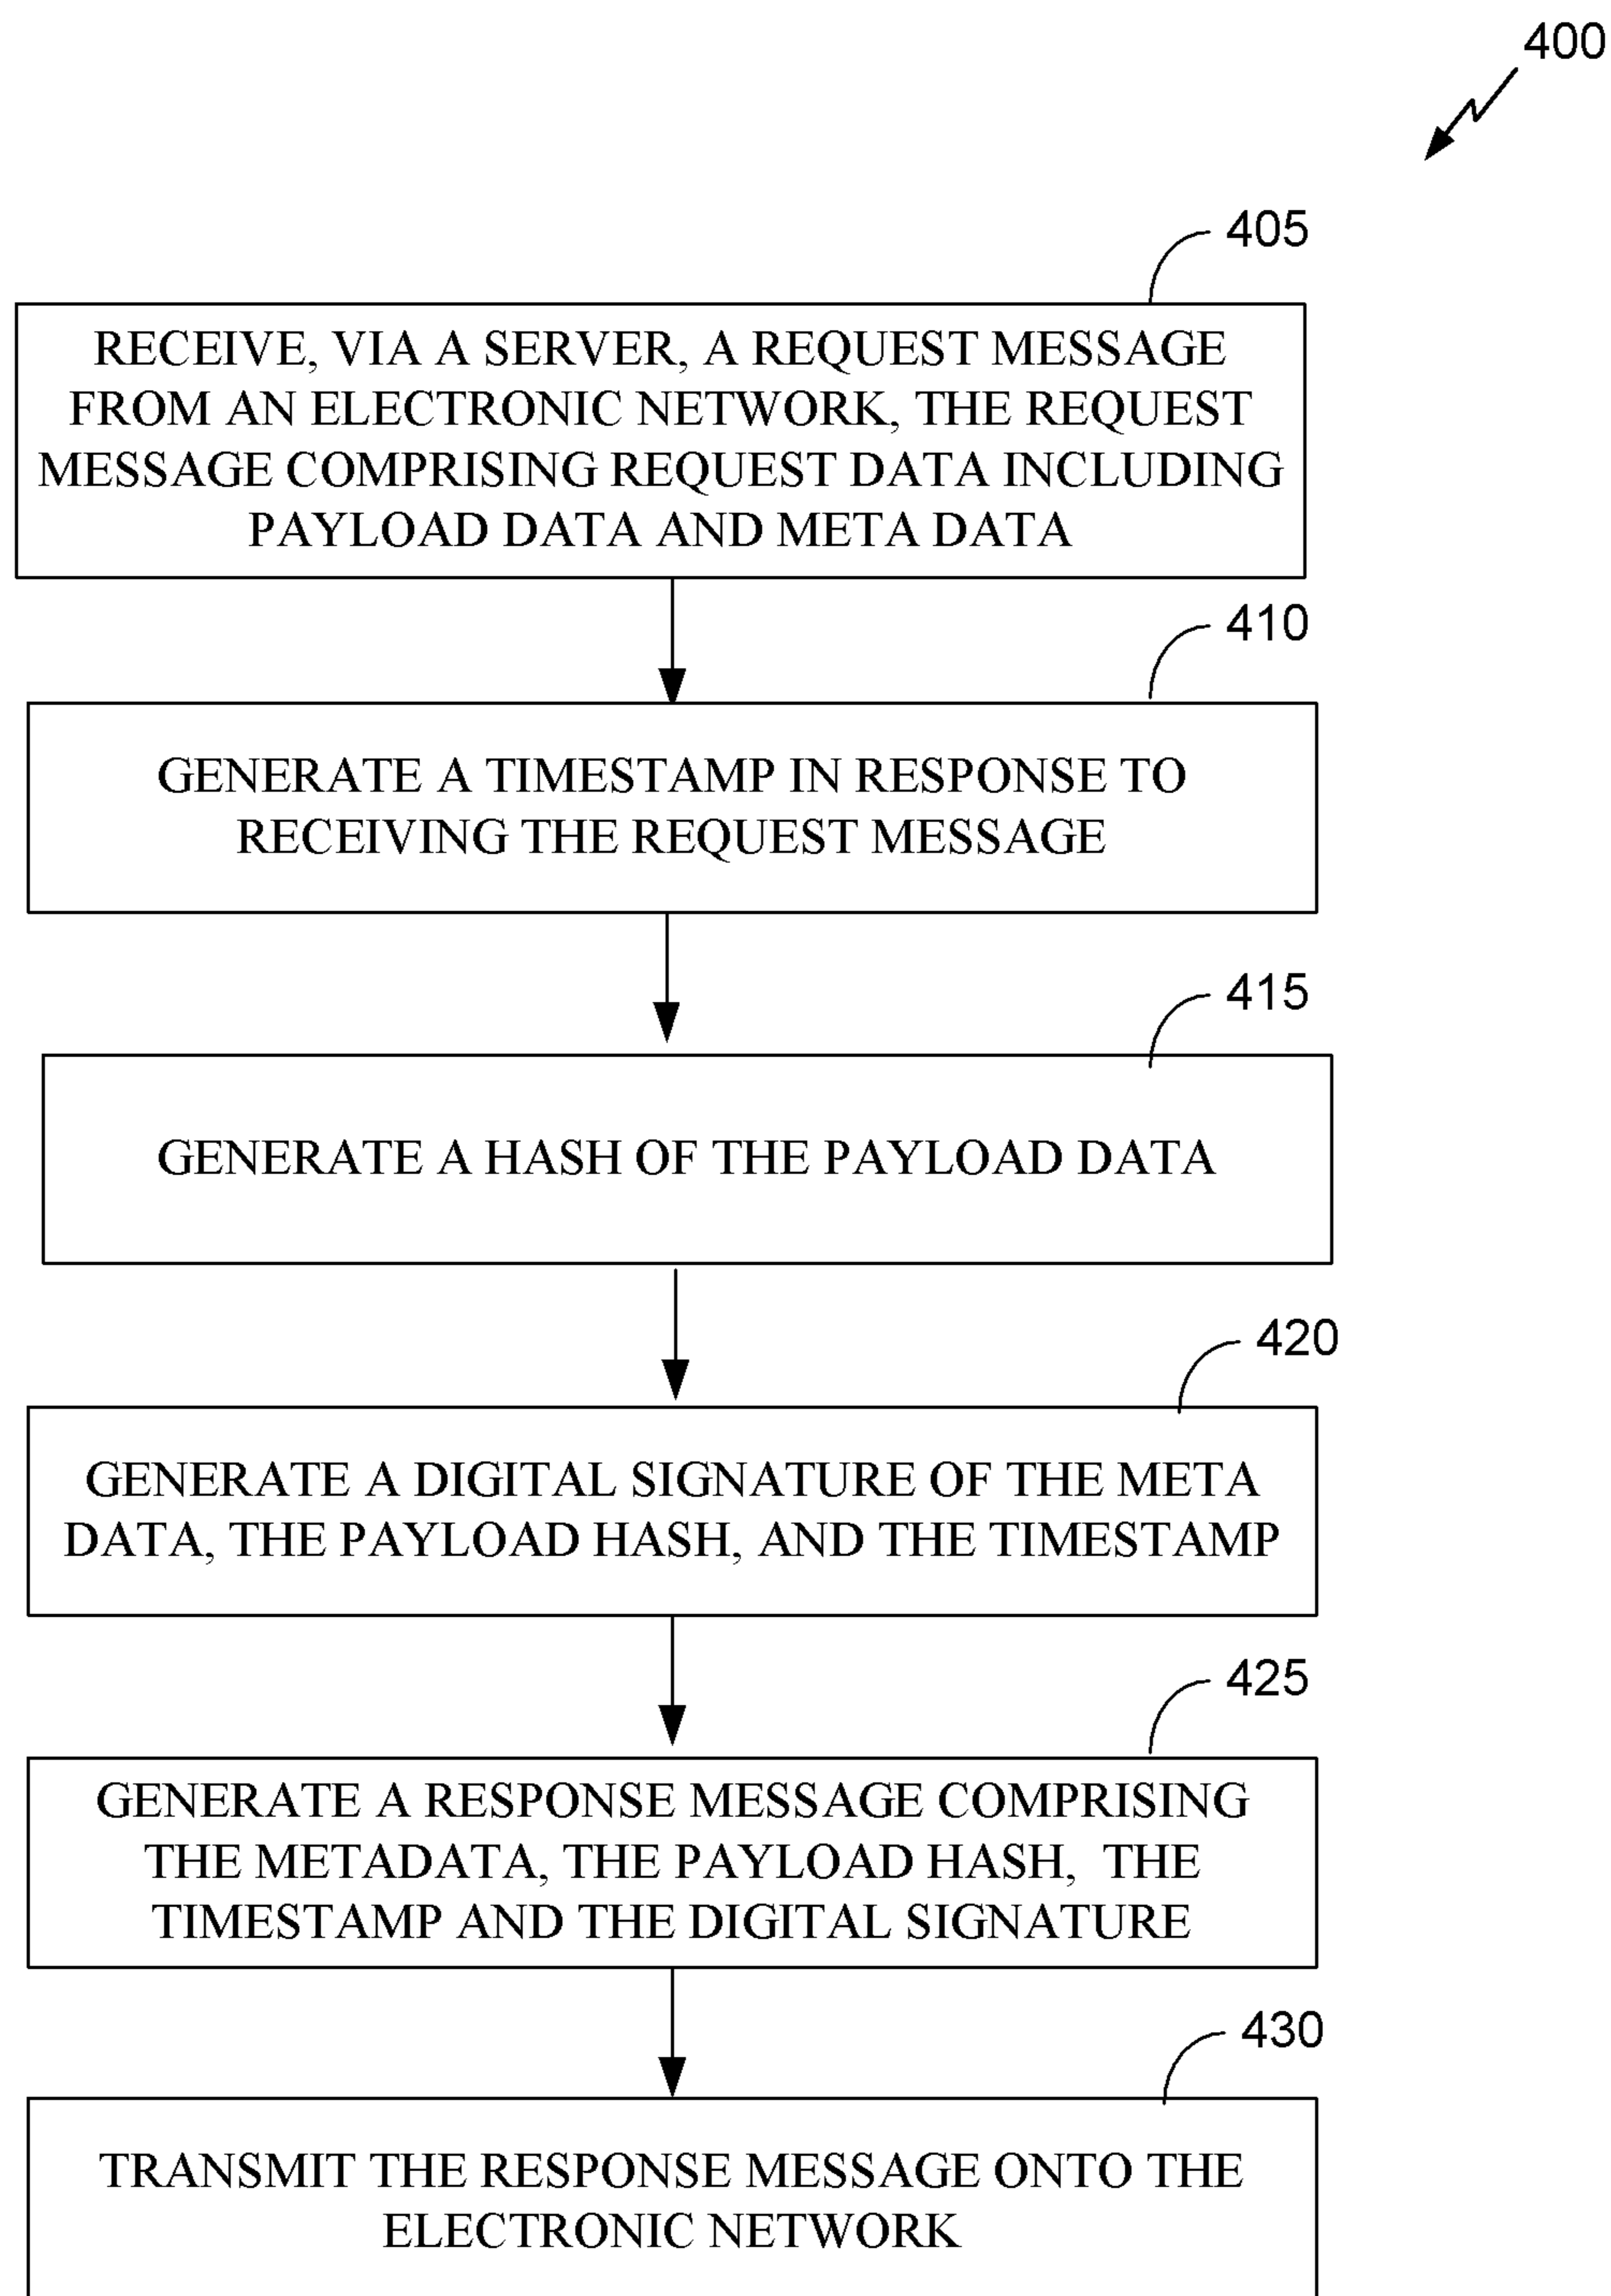 400
405
RECEIVE, VIA A SERVER, A REQUEST MESSAGE
FROM AN ELECTRONIC NETWORK, THE REQUEST
MESSAGE COMPRISING REQUEST DATA INCLUDING
PAYLOAD DATA AND META DATA
410
GENERATE A TIMESTAMP IN RESPONSE TO
RECEIVING THE REQUEST MESSAGE
415
GENERATE A HASH OF THE PAYLOAD DATA
420
GENERATE A DIGITAL SIGNATURE OF THE META
DATA, THE PAYLOAD HASH, AND THE TIMESTAMP
425
GENERATE A RESPONSE MESSAGE COMPRISING
THE METADATA, THE PAYLOAD HASH, THE
TIMESTAMP AND THE DIGITAL SIGNATURE
430
TRANSMIT THE RESPONSE MESSAGE ONTO THE
ELECTRONIC NETWORK